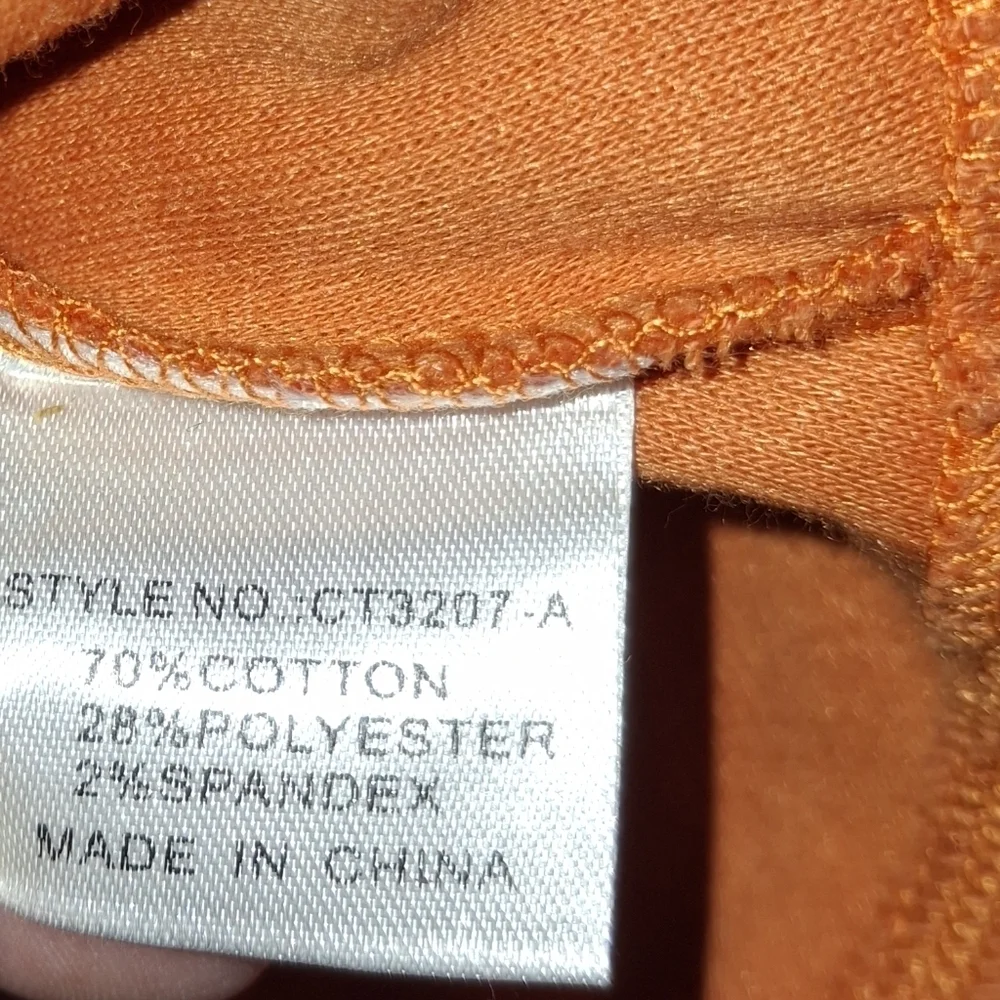 STYLE NO.:CT3207-A
70%COTTON
28%POLYESTER
2%SPANDEX
MADE IN CHINA